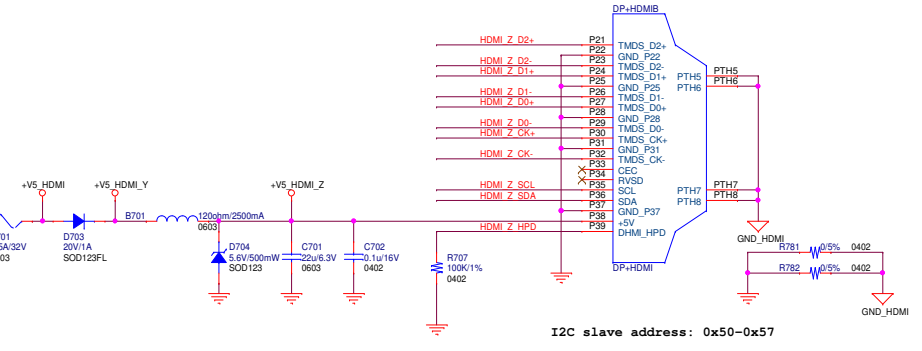 DP+HDMIB
HDMI_Z_D2+ P21 TMDS_D2+
P22 GND_P22
HDMI_Z_D2- P23 TMDS_D2-
HDMI_Z_D1+ P24 TMDS_D1+ PTH5 PTH5
P25 GND_P25 PTH6 PTH6
HDMI_Z_D1- P26 TMDS_D1-
HDMI_Z_D0+ P27 TMDS_D0+
P28 GND_P28
HDMI_Z_D0- P29 TMDS_D0-
HDMI_Z_CK+ P30 TMDS_CK+
P31 GND_P31
HDMI_Z_CK- P32 TMDS_CK-
P33 CEC
P34 RVSD
HDMI_Z_SCL P35 SCL PTH7 PTH7
HDMI_Z_SDA P36 SDA PTH8 PTH8
P37 GND_P37
P38 +5V
HDMI_Z_HPD P39 DHMI_HPD
DP+HDMI
+V5_HDMI
+V5_HDMI_Y
+V5_HDMI_Z
B701
120ohm/2500mA
0603
701
5A/32V
03
D703
20V/1A
SOD123FL
D704
5.6V/500mW
SOD123
C701
22u/6.3V
0603
C702
0.1u/16V
0402
R707
100K/1%
0402
GND_HDMI
R781 0/5% 0402
R782 0/5% 0402
GND_HDMI
I2C slave address: 0x50-0x57